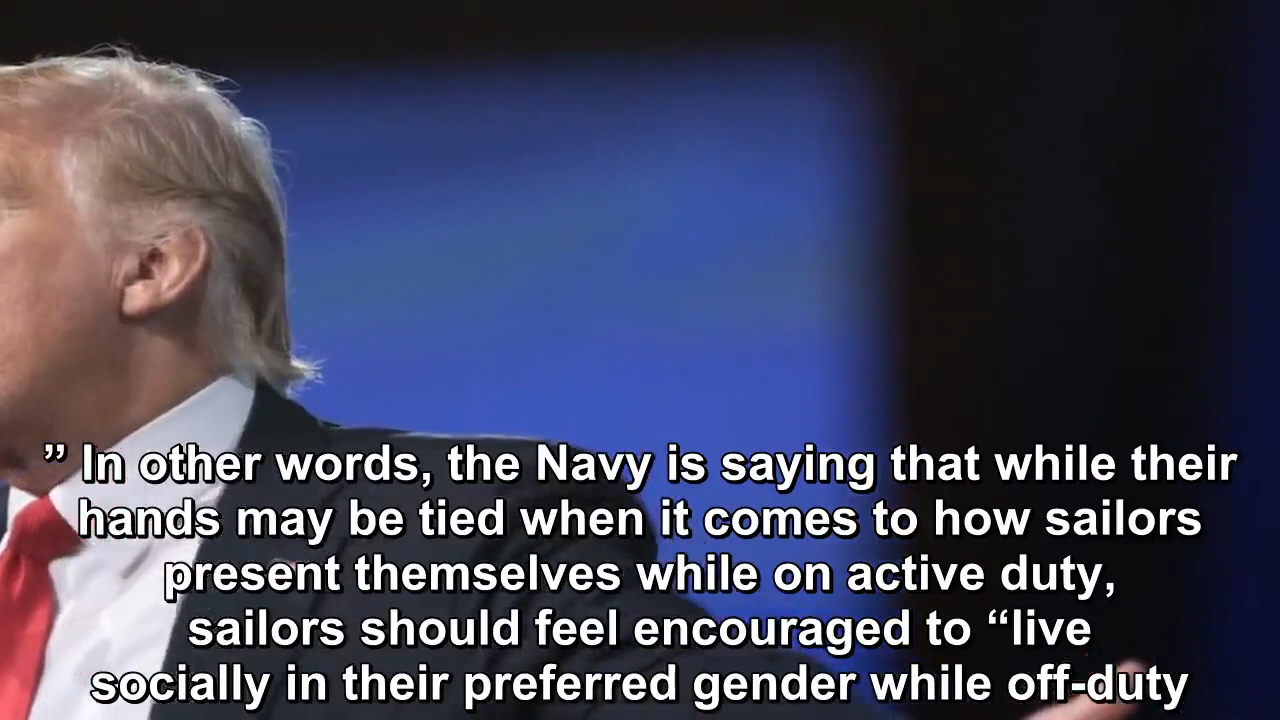 ” In other words, the Navy is saying that while their
hands may be tied when it comes to how sailors
present themselves while on active duty,
sailors should feel encouraged to “live
socially in their preferred gender while off-duty